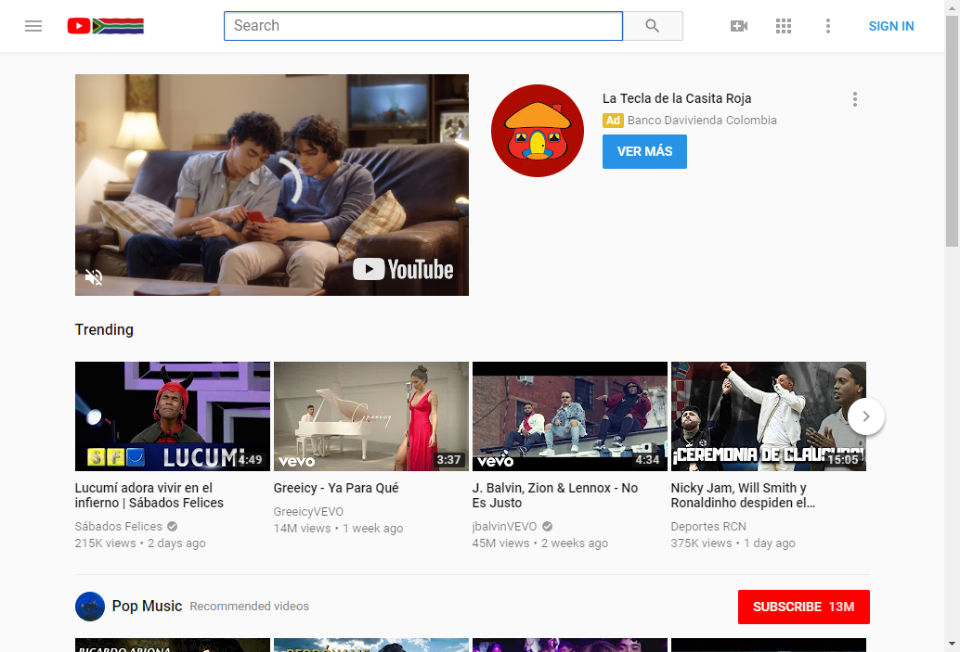 Search
SIGN IN
YouTube
La Tecla de la Casita Roja
Ad Banco Davivienda Colombia
VER MÁS
Trending
SFJ LUCUMÍ 4:49
vevo Greeicy 3:37
vevo 4:34
¡CEREMONIA DE CLAUSURA! 15:05
Lucumí adora vivir en el
infierno | Sábados Felices
Sábados Felices
215K views • 2 days ago
Greeicy - Ya Para Qué
GreeicyVEVO
14M views • 1 week ago
J. Balvin, Zion & Lennox - No
Es Justo
jbalvinVEVO
45M views • 2 weeks ago
Nicky Jam, Will Smith y
Ronaldinho despiden el...
Deportes RCN
375K views • 1 day ago
Pop Music Recommended videos
SUBSCRIBE 13M
RICARDO ARJONA